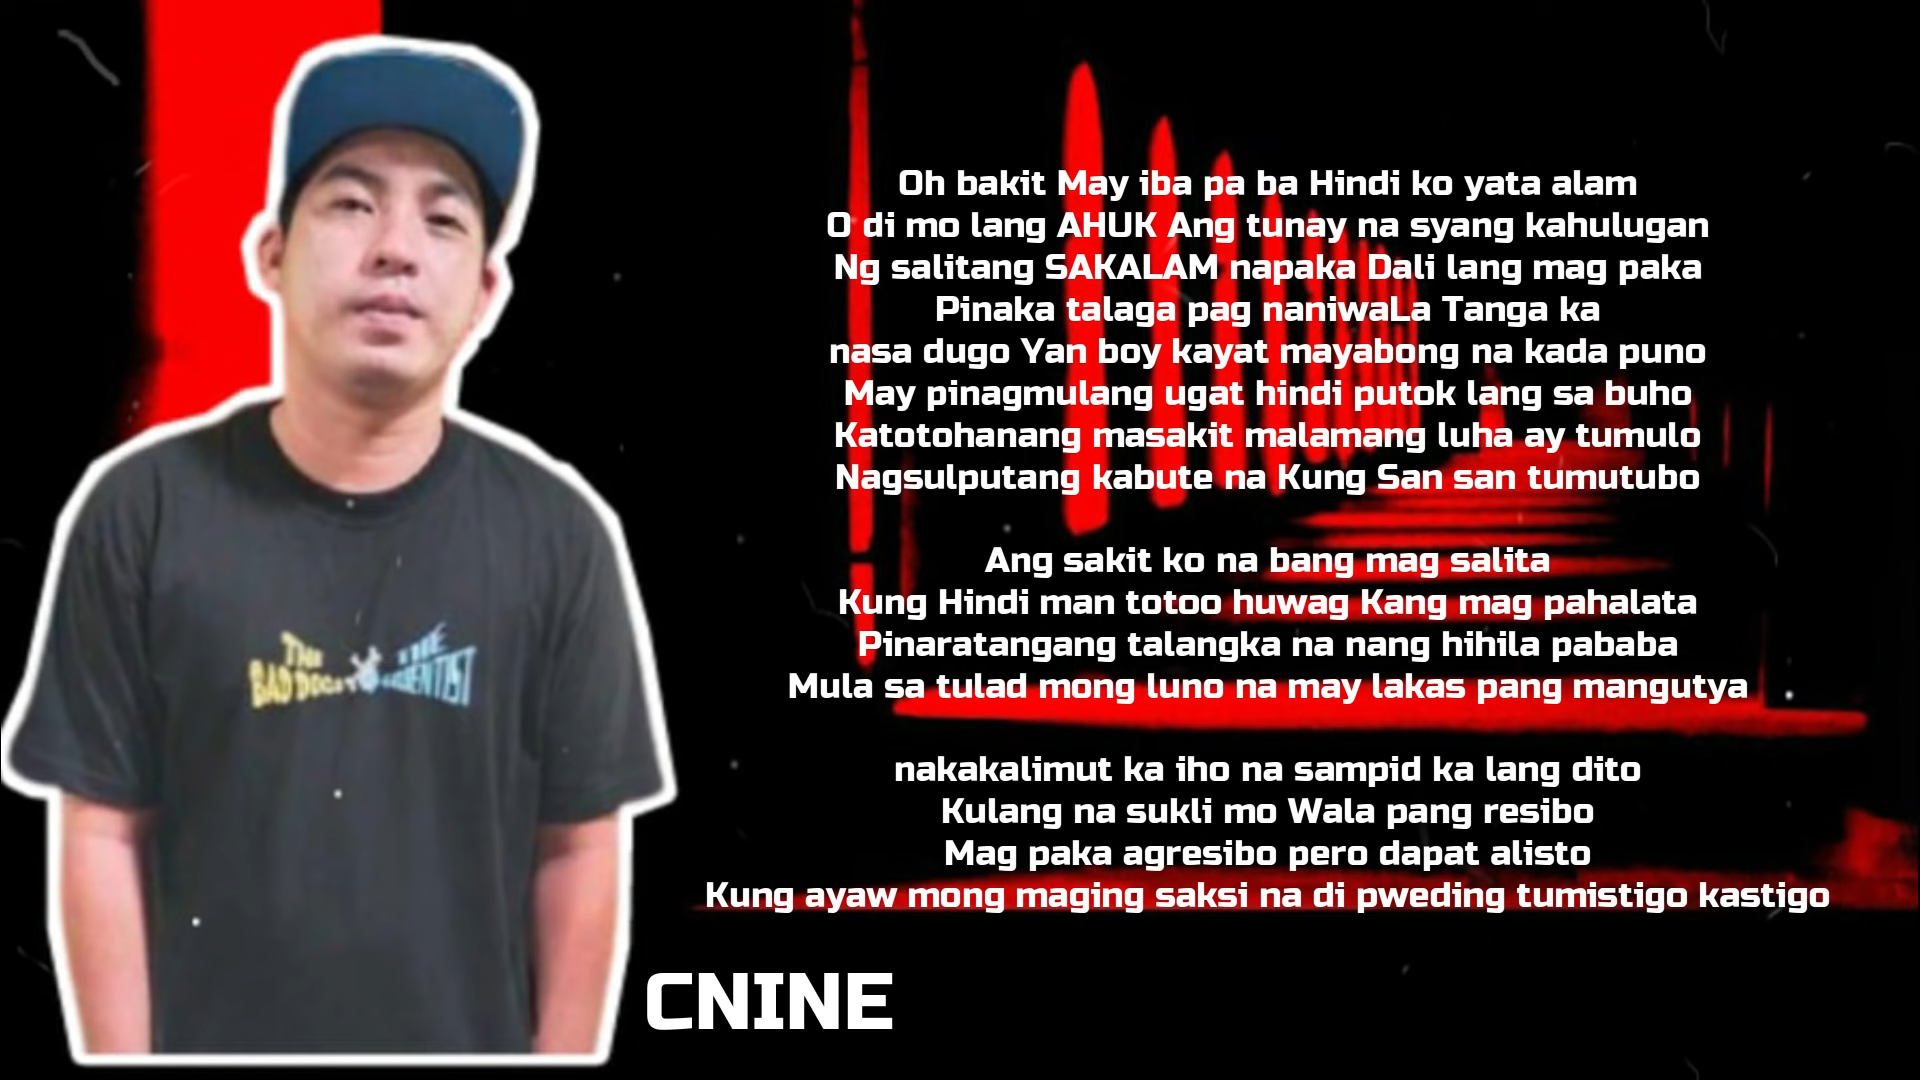 Oh bakit May iba pa ba Hindi ko yata alam
O di mo lang AHUK Ang tunay na syang kahulugan
Ng salitang SAKALAM napaka Dali lang mag paka
Pinaka talaga pag naniwaLa Tanga ka
nasa dugo Yan boy kayat mayabong na kada puno
May pinagmulang ugat hindi putok lang sa buho
Katotohanang masakit malamang luha ay tumulo
Nagsulputang kabute na Kung San san tumutubo
Ang sakit ko na bang mag salita
Kung Hindi man totoo huwag Kang mag pahalata
Pinaratangang talangka na nang hihila pababa
Mula sa tulad mong luno na may lakas pang mangutya
nakakalimut ka iho na sampid ka lang dito
Kulang na sukli mo Wala pang resibo
Mag paka agresibo pero dapat alisto
Kung ayaw mong maging saksi na di pweding tumistigo kastigo
THE
BAD
CNINE